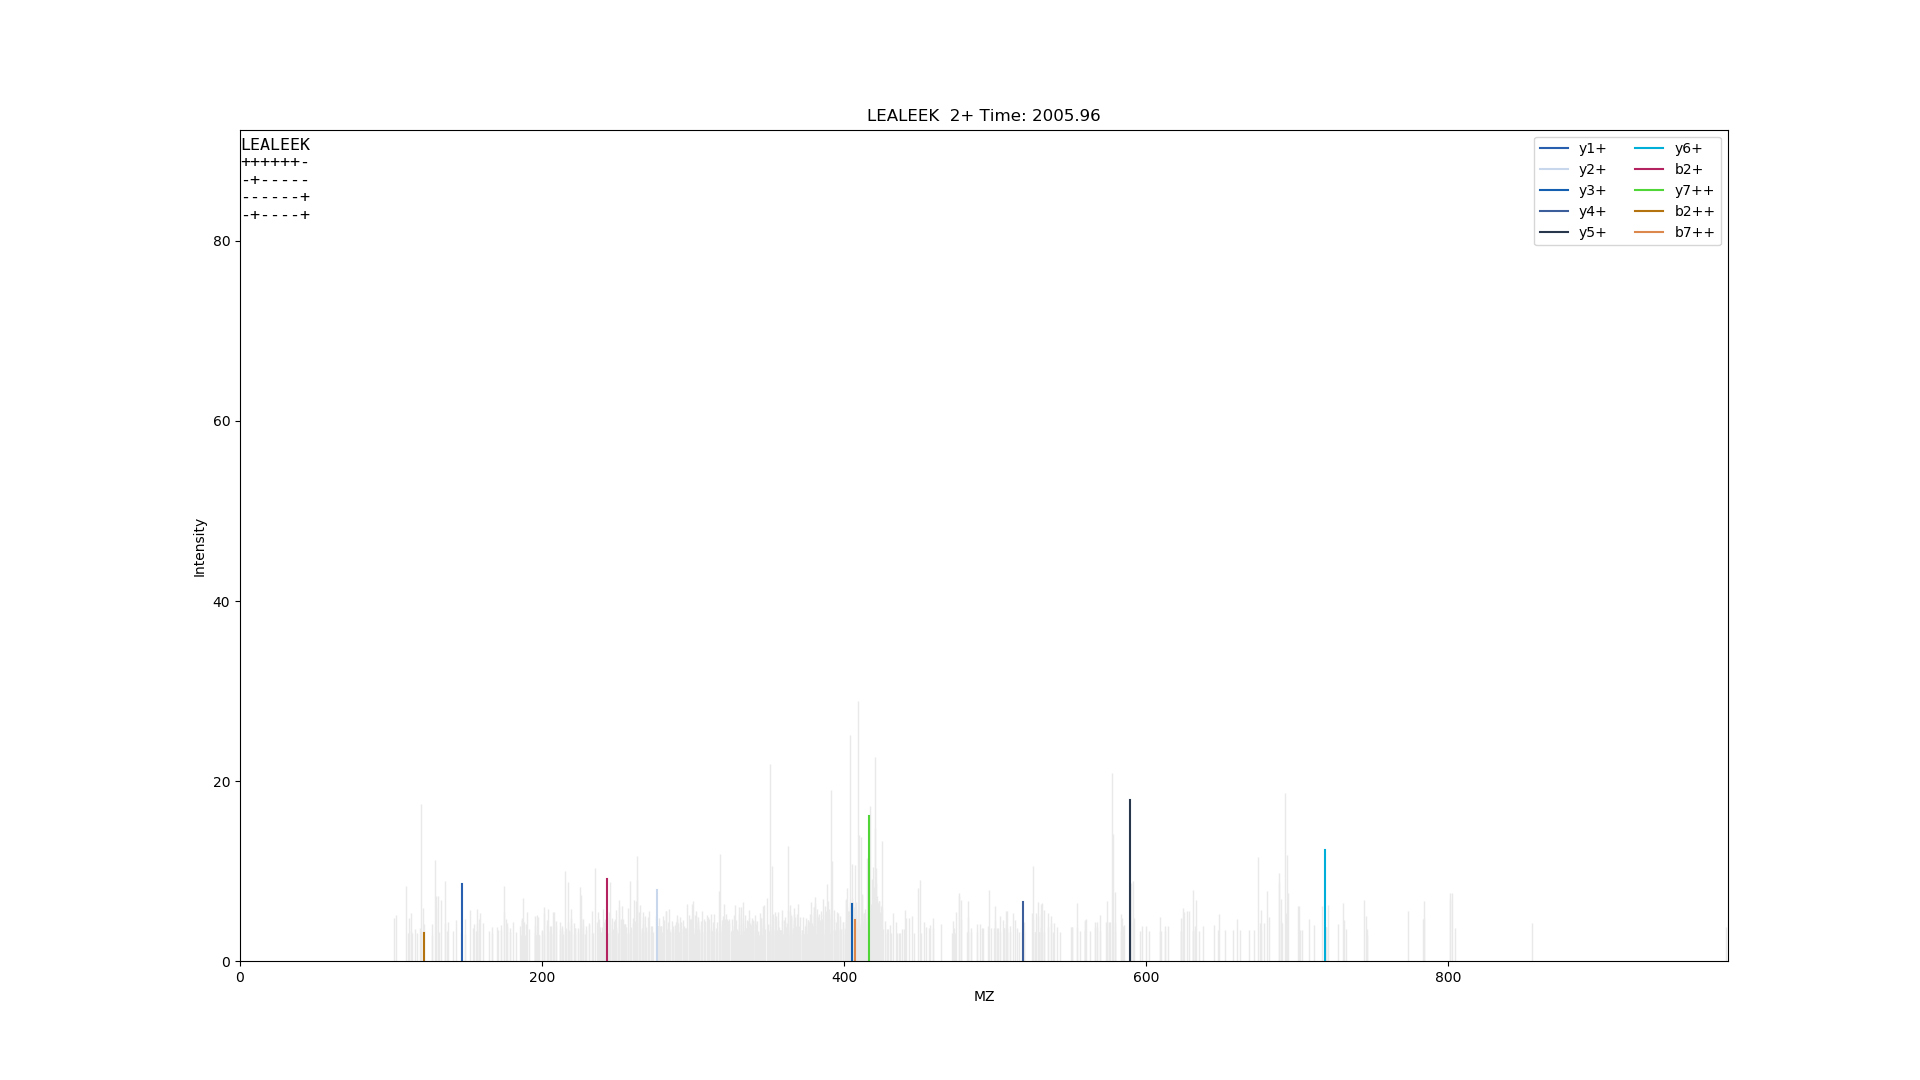 LEALEEK  2+ Time: 2005.96
LEALEEK
++++++-
-+-----
------+
-+----+
y1+
y2+
y3+
y4+
y5+
y6+
b2+
y7++
b2++
b7++
80
60
40
20
0
Intensity
0 200 400 600 800
MZ